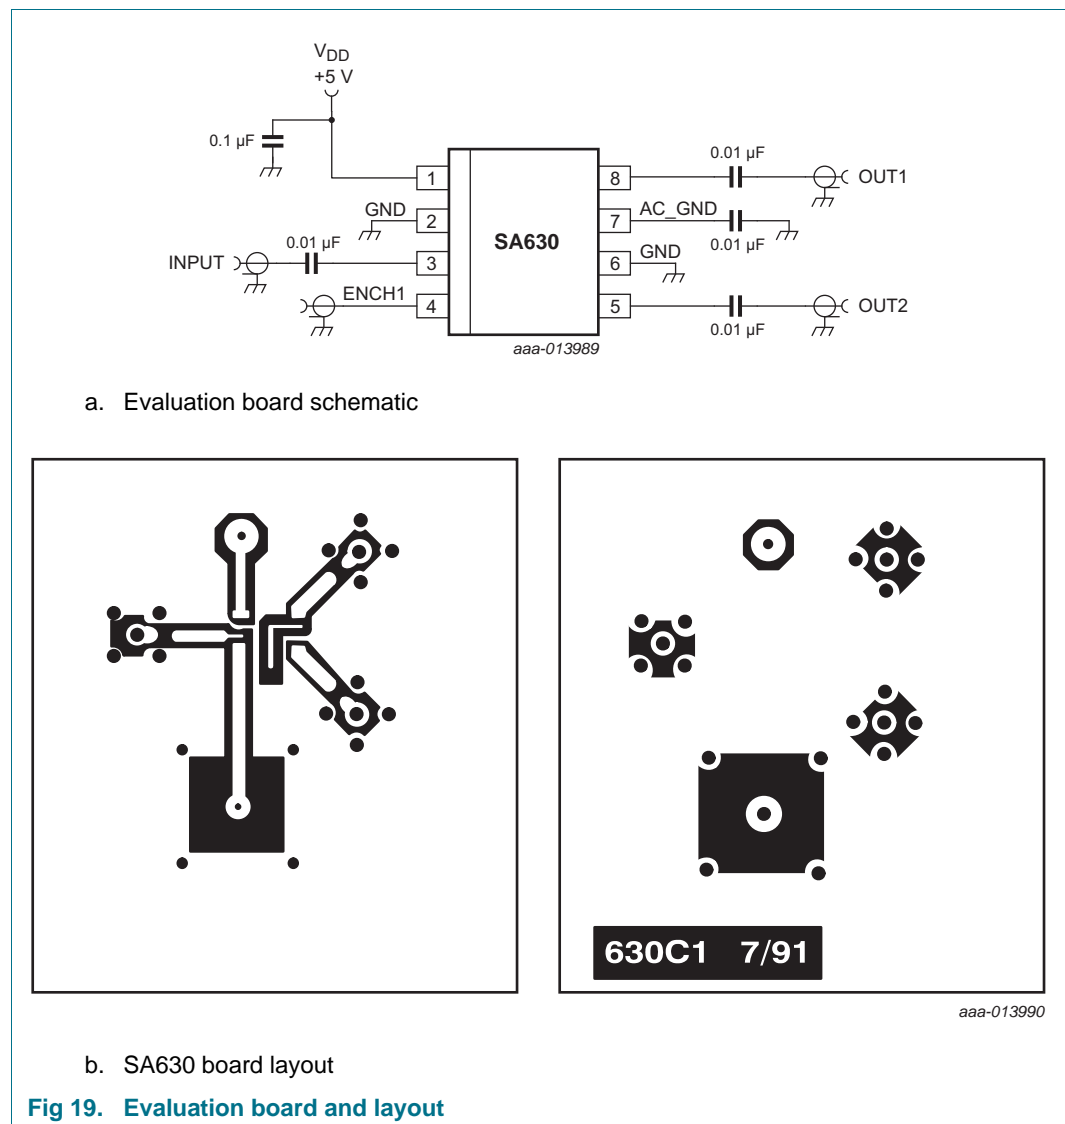 VDD
+5 V
0.1 µF
1
8
0.01 µF
OUT1
GND
2
SA630
7
AC_GND
0.01 µF
INPUT
0.01 µF
3
6
GND
ENCH1
4
5
0.01 µF
OUT2
aaa-013989
a. Evaluation board schematic
630C1 7/91
aaa-013990
b. SA630 board layout
Fig 19. Evaluation board and layout